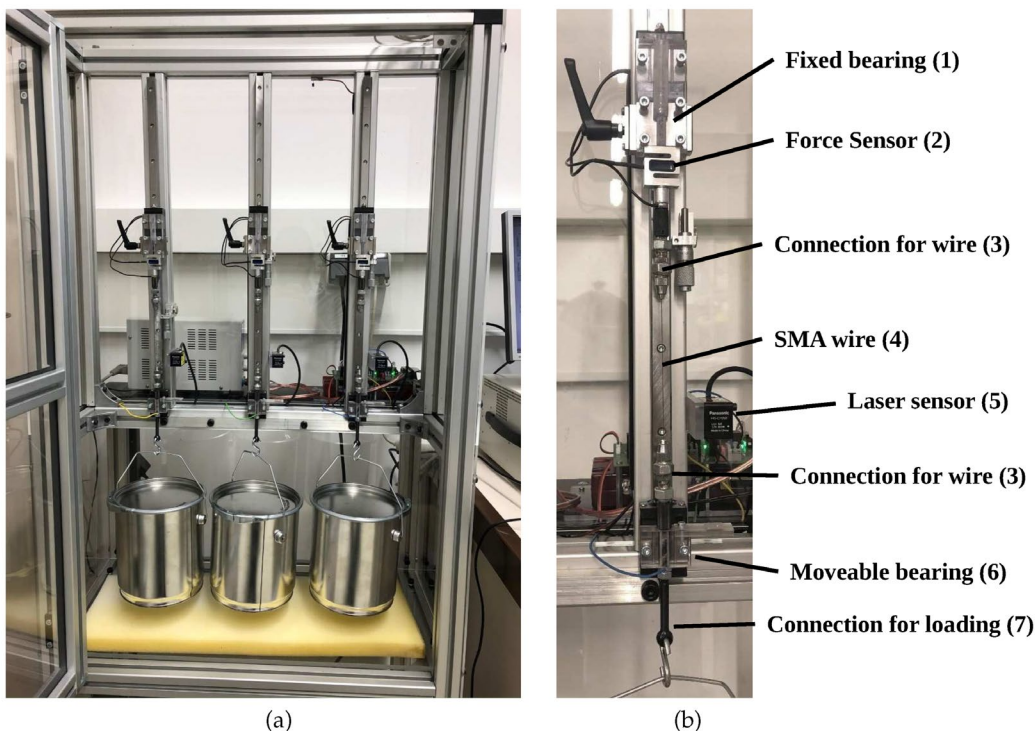 Fixed bearing (1)
Force Sensor (2)
Connection for wire (3)
SMA wire (4)
Laser sensor (5)
Panasonic
Connection for wire (3)
Moveable bearing (6)
Connection for loading (7)
(a)
(b)